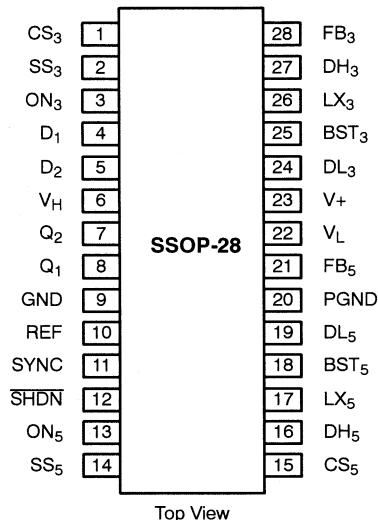 CS3 1 28 FB3
SS3 2 27 DH3
ON3 3 26 LX3
D1 4 25 BST3
D2 5 24 DL3
VH 6 23 V+
Q2 7 22 VL
SSOP-28
Q1 8 21 FB5
GND 9 20 PGND
REF 10 19 DL5
SYNC 11 18 BST5
SHDN 12 17 LX5
ON5 13 16 DH5
SS5 14 15 CS5
Top View